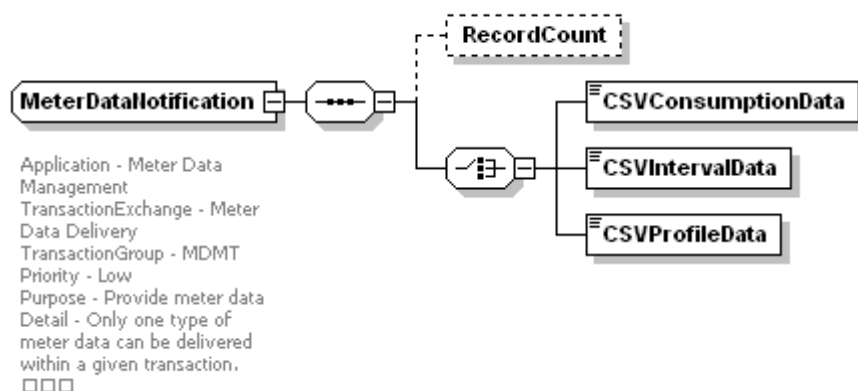 RecordCount
MeterDataNotification
CSVConsumptionData
CSVIntervalData
CSVProfileData
Application - Meter Data
Management
TransactionExchange - Meter
Data Delivery
TransactionGroup - MDMT
Priority - Low
Purpose - Provide meter data
Detail - Only one type of
meter data can be delivered
within a given transaction.